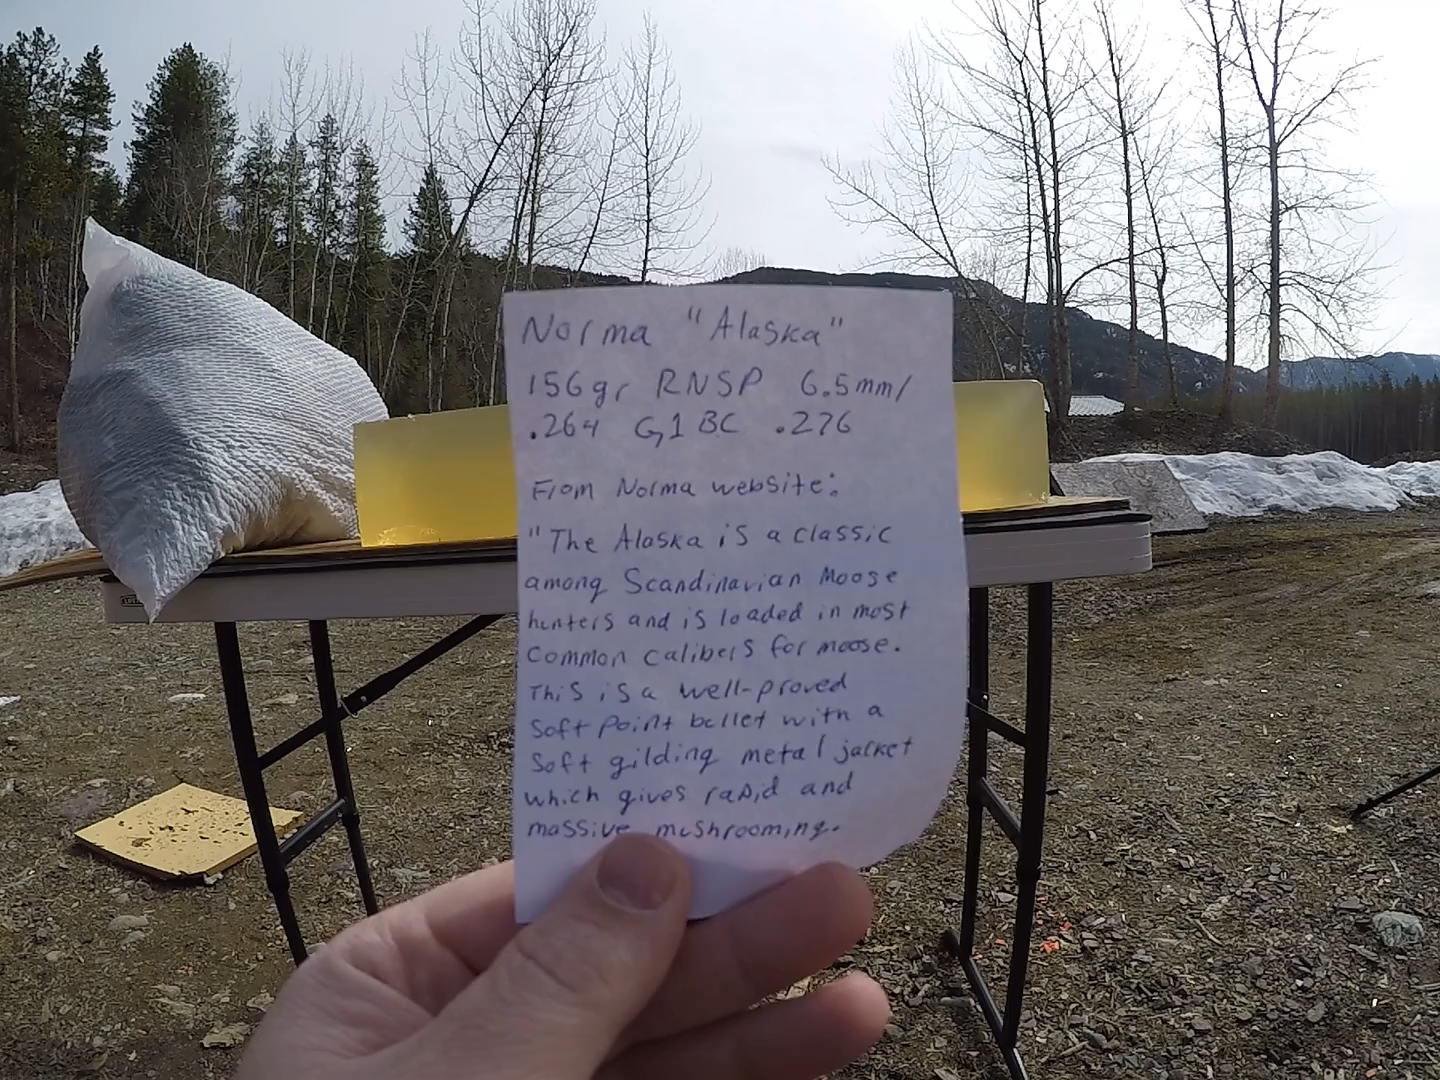 Norma "Alaska"
156gr RNSP 6.5mm/
.264 G1 BC .276
From Norma website:
"The Alaska is a classic
among Scandinavian Moose
hunters and is loaded in most
common calibers for moose.
This is a well-proved
soft point bullet with a
soft gilding metal jacket
which gives rapid and
massive mushrooming.